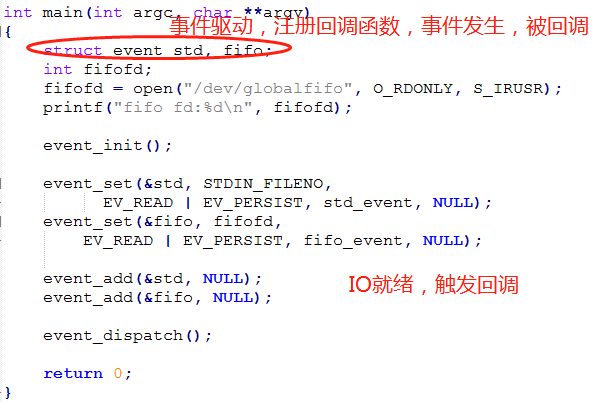 int main(int argc, char **argv)
事件驱动，注册回调函数，事件发生，被回调
{
struct event std, fifo;
int fifofd;
fifofd = open("/dev/globalfifo", O_RDONLY, S_IRUSR);
printf("fifo fd:%d\n", fifofd);
event_init();
event_set(&std, STDIN_FILENO,
EV_READ | EV_PERSIST, std_event, NULL);
event_set(&fifo, fifofd,
EV_READ | EV_PERSIST, fifo_event, NULL);
event_add(&std, NULL);
event_add(&fifo, NULL);
IO就绪，触发回调
event_dispatch();
return 0;
}